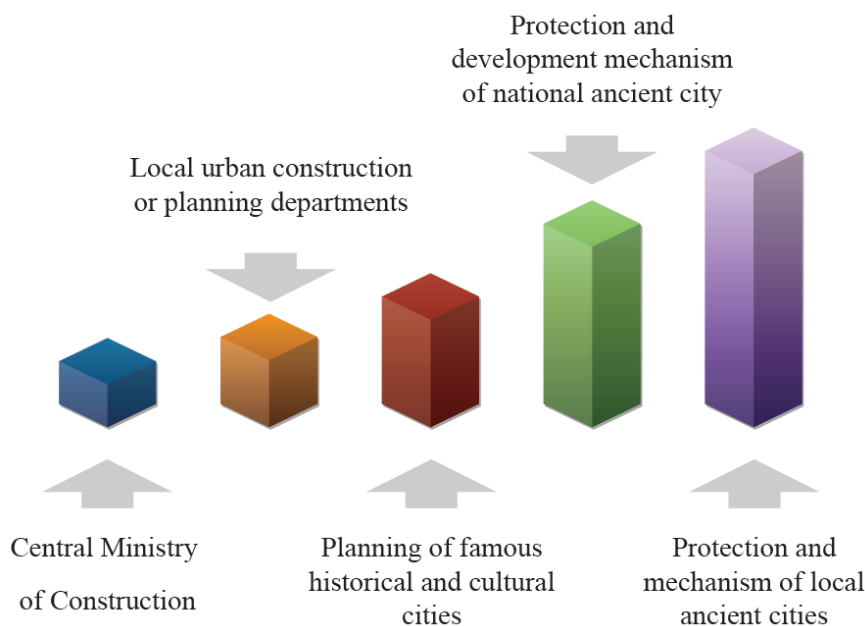 Protection and
development mechanism
of national ancient city
Local urban construction
or planning departments
Central Ministry
of Construction
Planning of famous
historical and cultural
cities
Protection and
mechanism of local
ancient cities